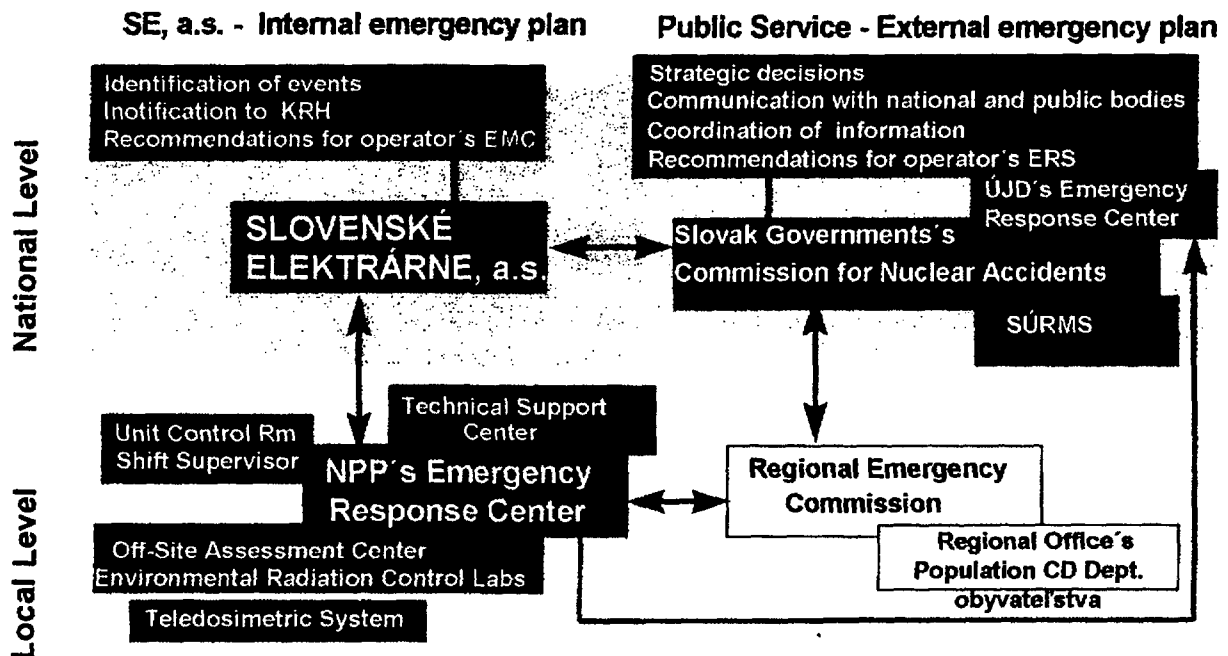 SE, a.s. - Internal emergency plan
Public Service - External emergency plan
National Level
Identification of events
Inotification to KRH
Recommendations for operator´s EMC
Strategic decisions
Communication with national and public bodies
Coordination of information
Recommendations for operator´s ERS
ÚJD´s Emergency
Response Center
SLOVENSKÉ
ELEKTRÁRNE, a.s.
Slovak Governments´s
Commission for Nuclear Accidents
SÚRMS
Local Level
Technical Support
Center
Unit Control Rm
Shift Supervisor
NPP´s Emergency
Response Center
Regional Emergency
Commission
Off-Site Assessment Center
Environmental Radiation Control Labs
Regional Office´s
Population CD Dept.
obyvateľstva
Teledosimetric System